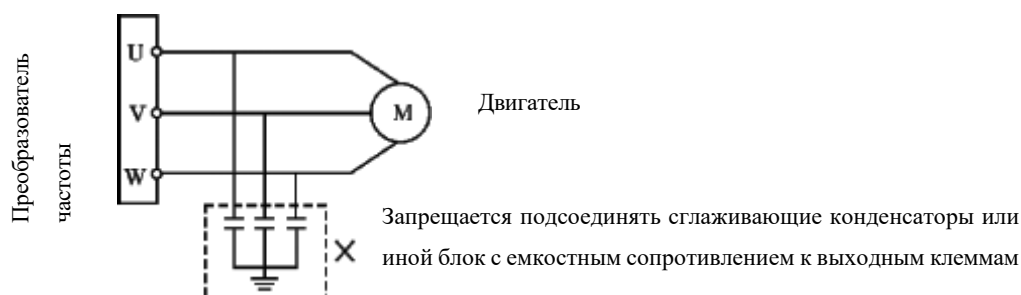 Преобразователь
частоты
U
V
W
M
Двигатель
Запрещается подсоединять сглаживающие конденсаторы или
иной блок с емкостным сопротивлением к выходным клеммам